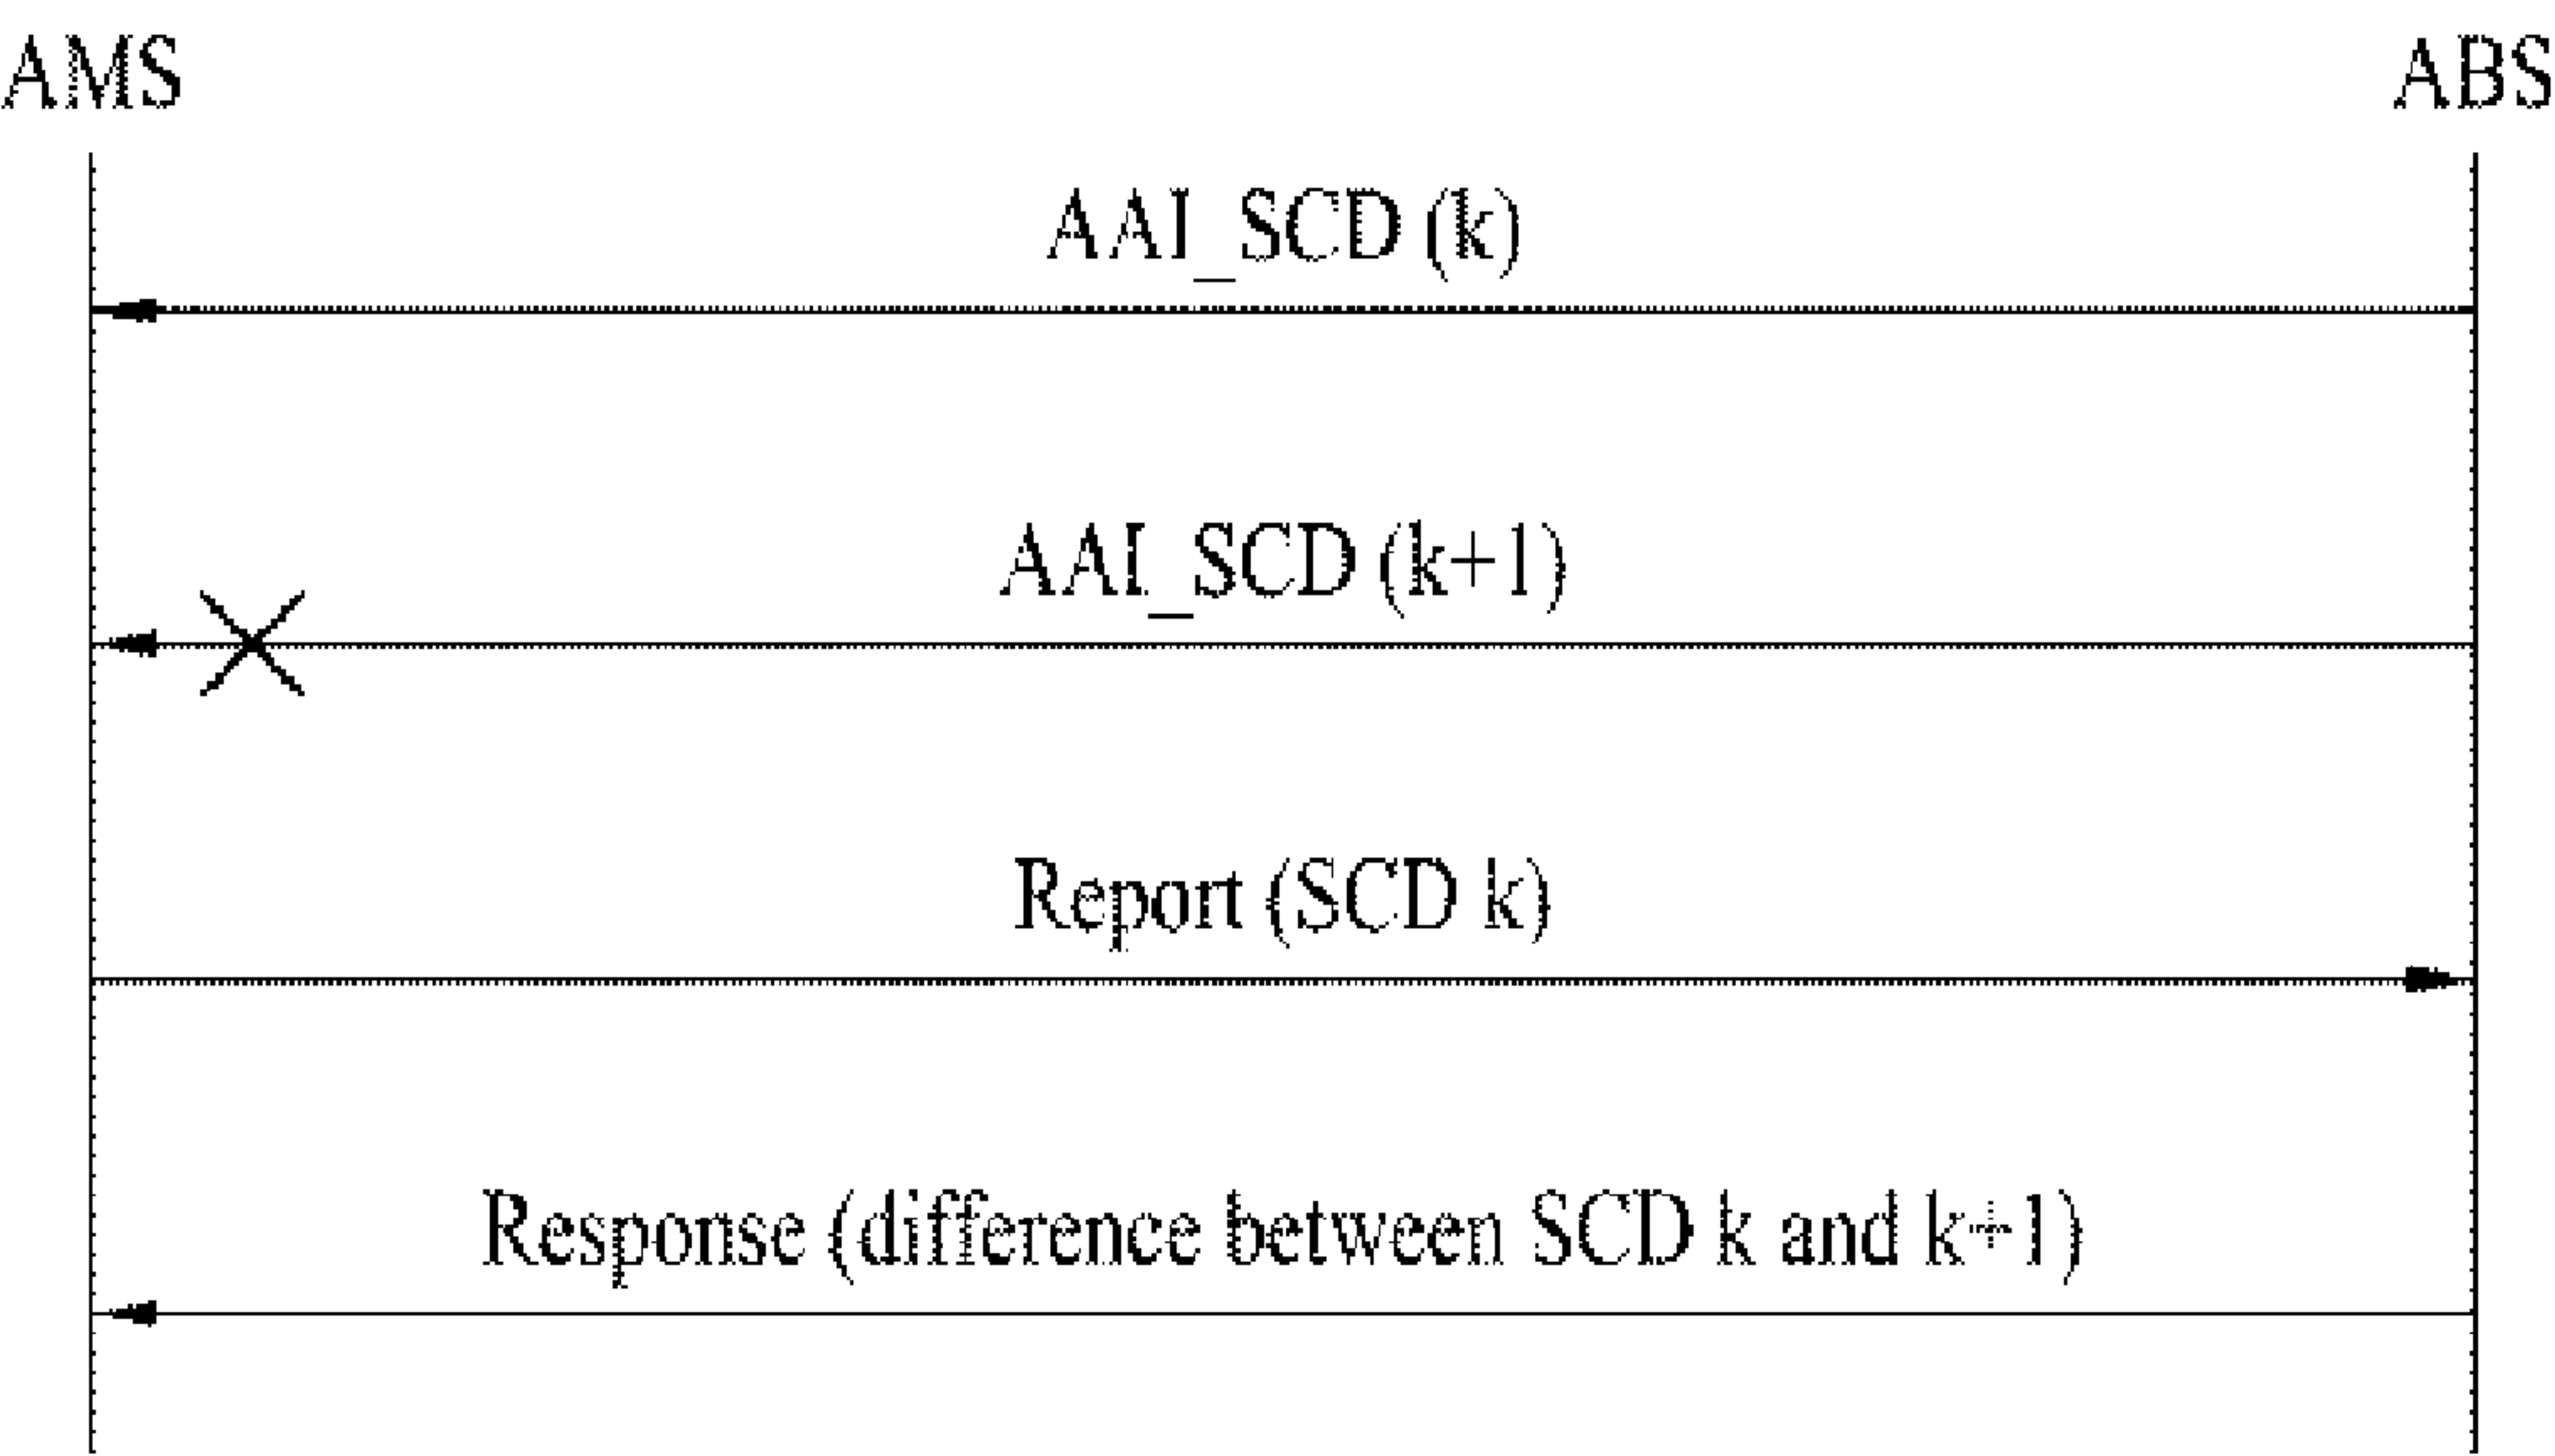 AMS ABS
AAI_SCD (k)
AAI_SCD (k+1)
Report (SCD k)
Response (difference between SCD k and k+1)